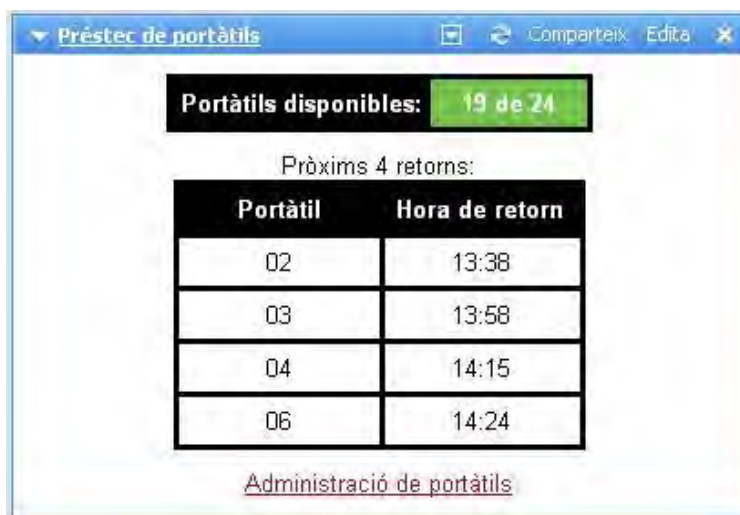 Préstec de portàtils Comparteix Edita
Portàtils disponibles: 19 de 24
Pròxims 4 retorns:
Portàtil Hora de retorn
02 13:38
03 13:58
04 14:15
06 14:24
Administració de portàtils